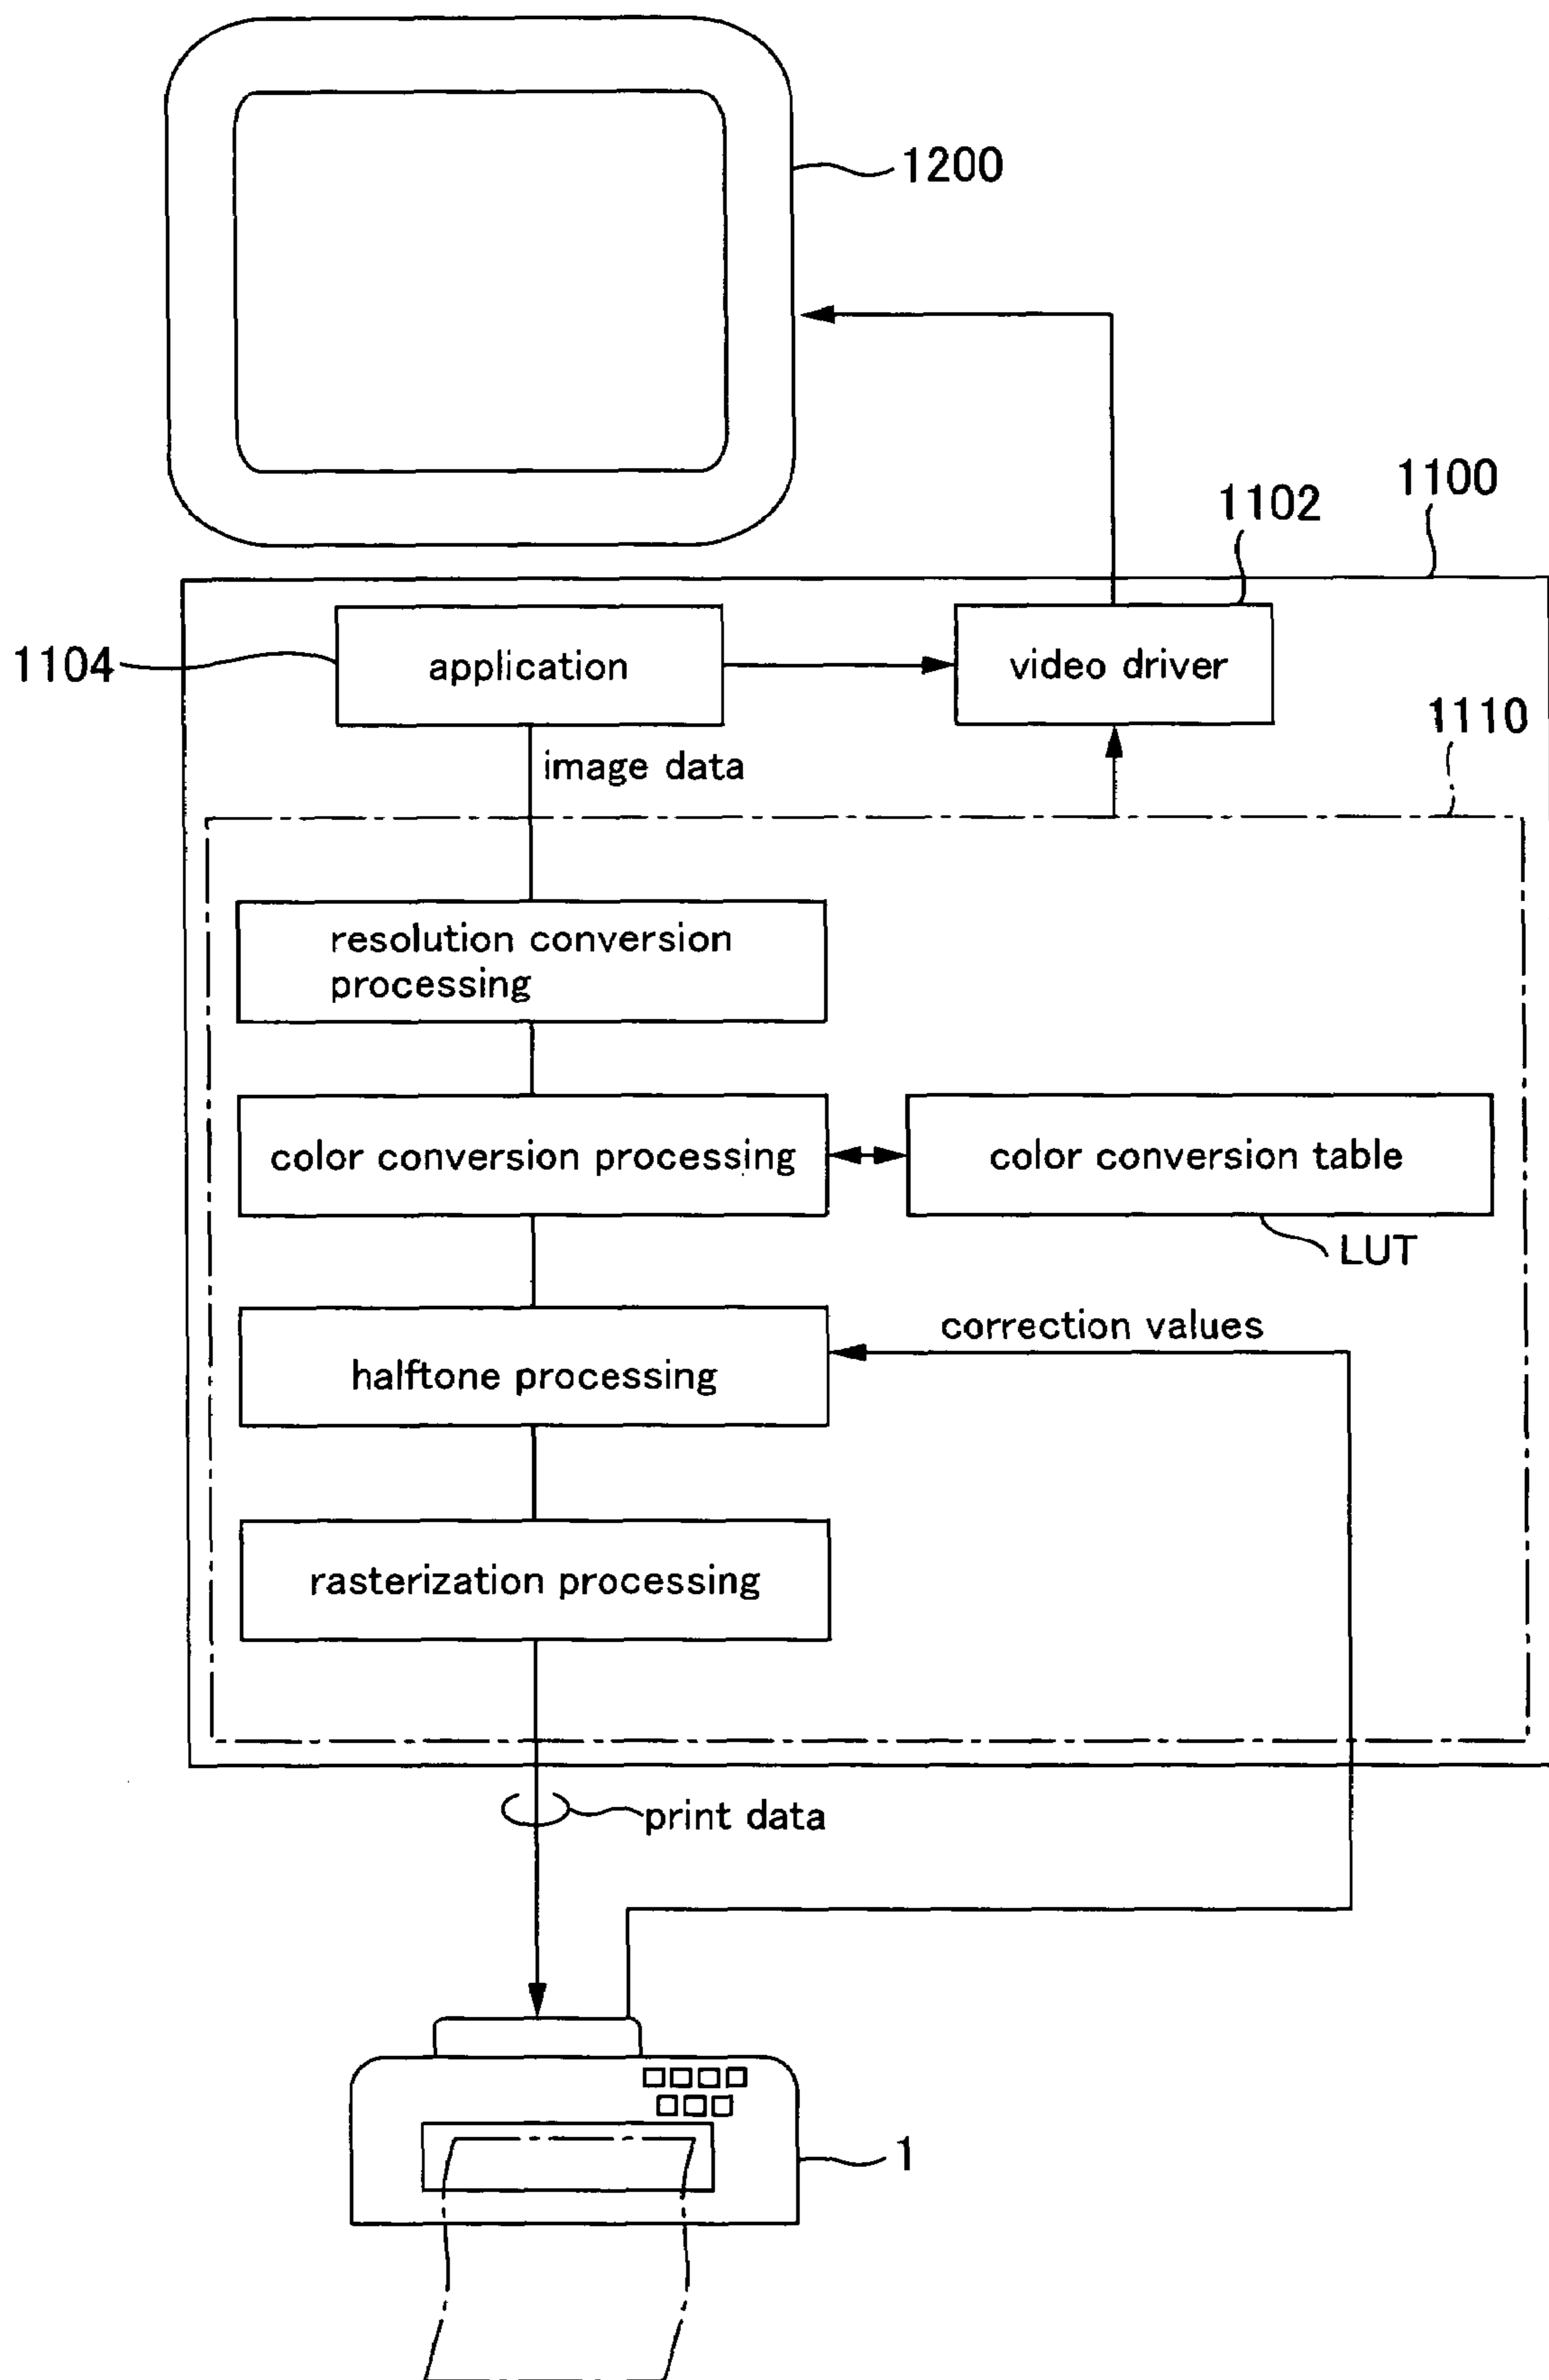 1200
1100
1102
1104
application
video driver
1110
image data
resolution conversion
processing
color conversion processing
color conversion table
LUT
correction values
halftone processing
rasterization processing
print data
1